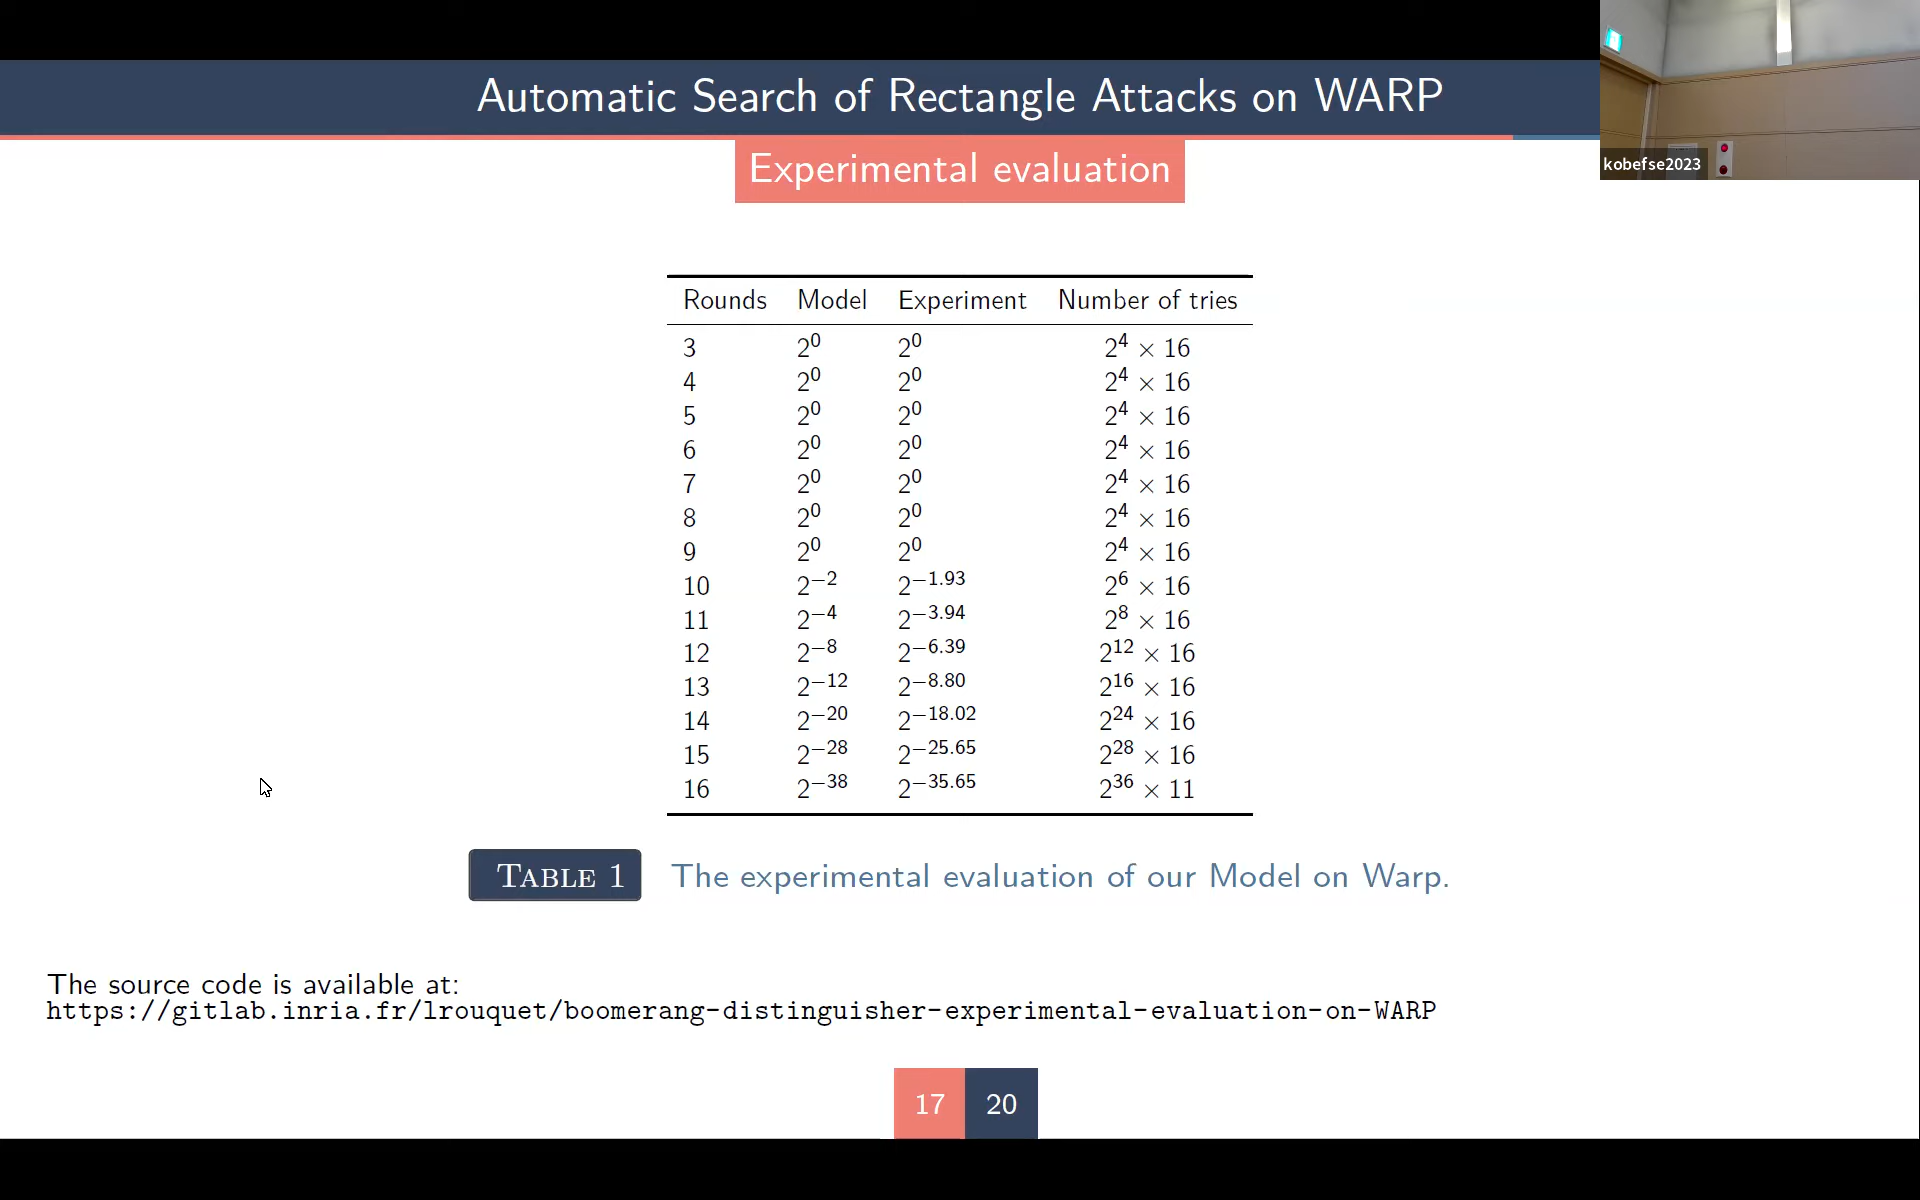 Automatic Search of Rectangle Attacks on WARP
Experimental evaluation
kobefse2023
Rounds Model Experiment Number of tries
3 2^0 2^0 2^4 × 16
4 2^0 2^0 2^4 × 16
5 2^0 2^0 2^4 × 16
6 2^0 2^0 2^4 × 16
7 2^0 2^0 2^4 × 16
8 2^0 2^0 2^4 × 16
9 2^0 2^0 2^4 × 16
10 2^−2 2^−1.93 2^6 × 16
11 2^−4 2^−3.94 2^8 × 16
12 2^−8 2^−6.39 2^12 × 16
13 2^−12 2^−8.80 2^16 × 16
14 2^−20 2^−18.02 2^24 × 16
15 2^−28 2^−25.65 2^28 × 16
16 2^−38 2^−35.65 2^36 × 11
TABLE 1 The experimental evaluation of our Model on Warp.
The source code is available at:
https://gitlab.inria.fr/lrouquet/boomerang-distinguisher-experimental-evaluation-on-WARP
17 20